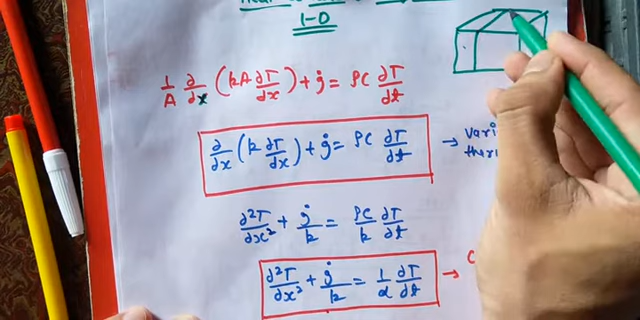 1-D
1/A ∂/∂x (kA ∂T/∂x) + ġ = ρC ∂T/∂t
∂/∂x (k ∂T/∂x) + ġ = ρC ∂T/∂t →
∂²T/∂x² + ġ/k = ρC/k ∂T/∂t
∂²T/∂x² + ġ/k = 1/α ∂T/∂t →